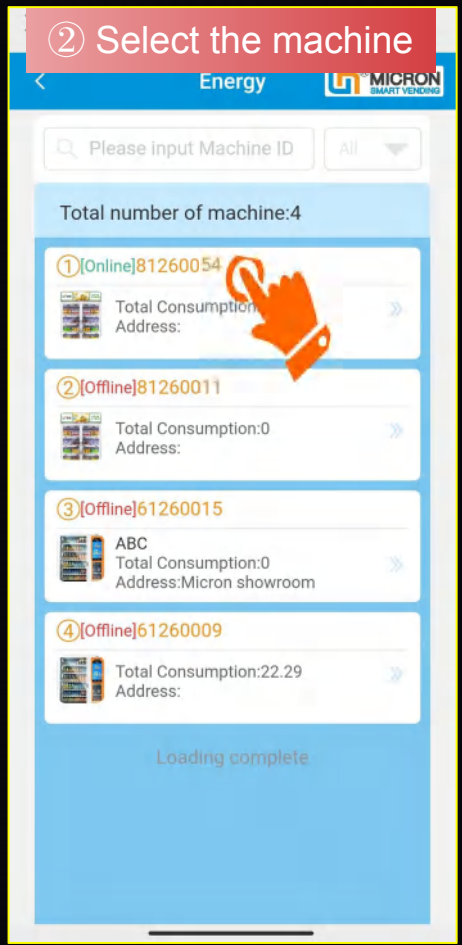 ② Select the machine
Energy
MICRON
SMART VENDING
Please input Machine ID
All
Total number of machine:4
①[Online]81260054
Total Consumption
Address:
②[Offline]81260011
Total Consumption:0
Address:
③[Offline]61260015
ABC
Total Consumption:0
Address:Micron showroom
④[Offline]61260009
Total Consumption:22.29
Address:
Loading complete